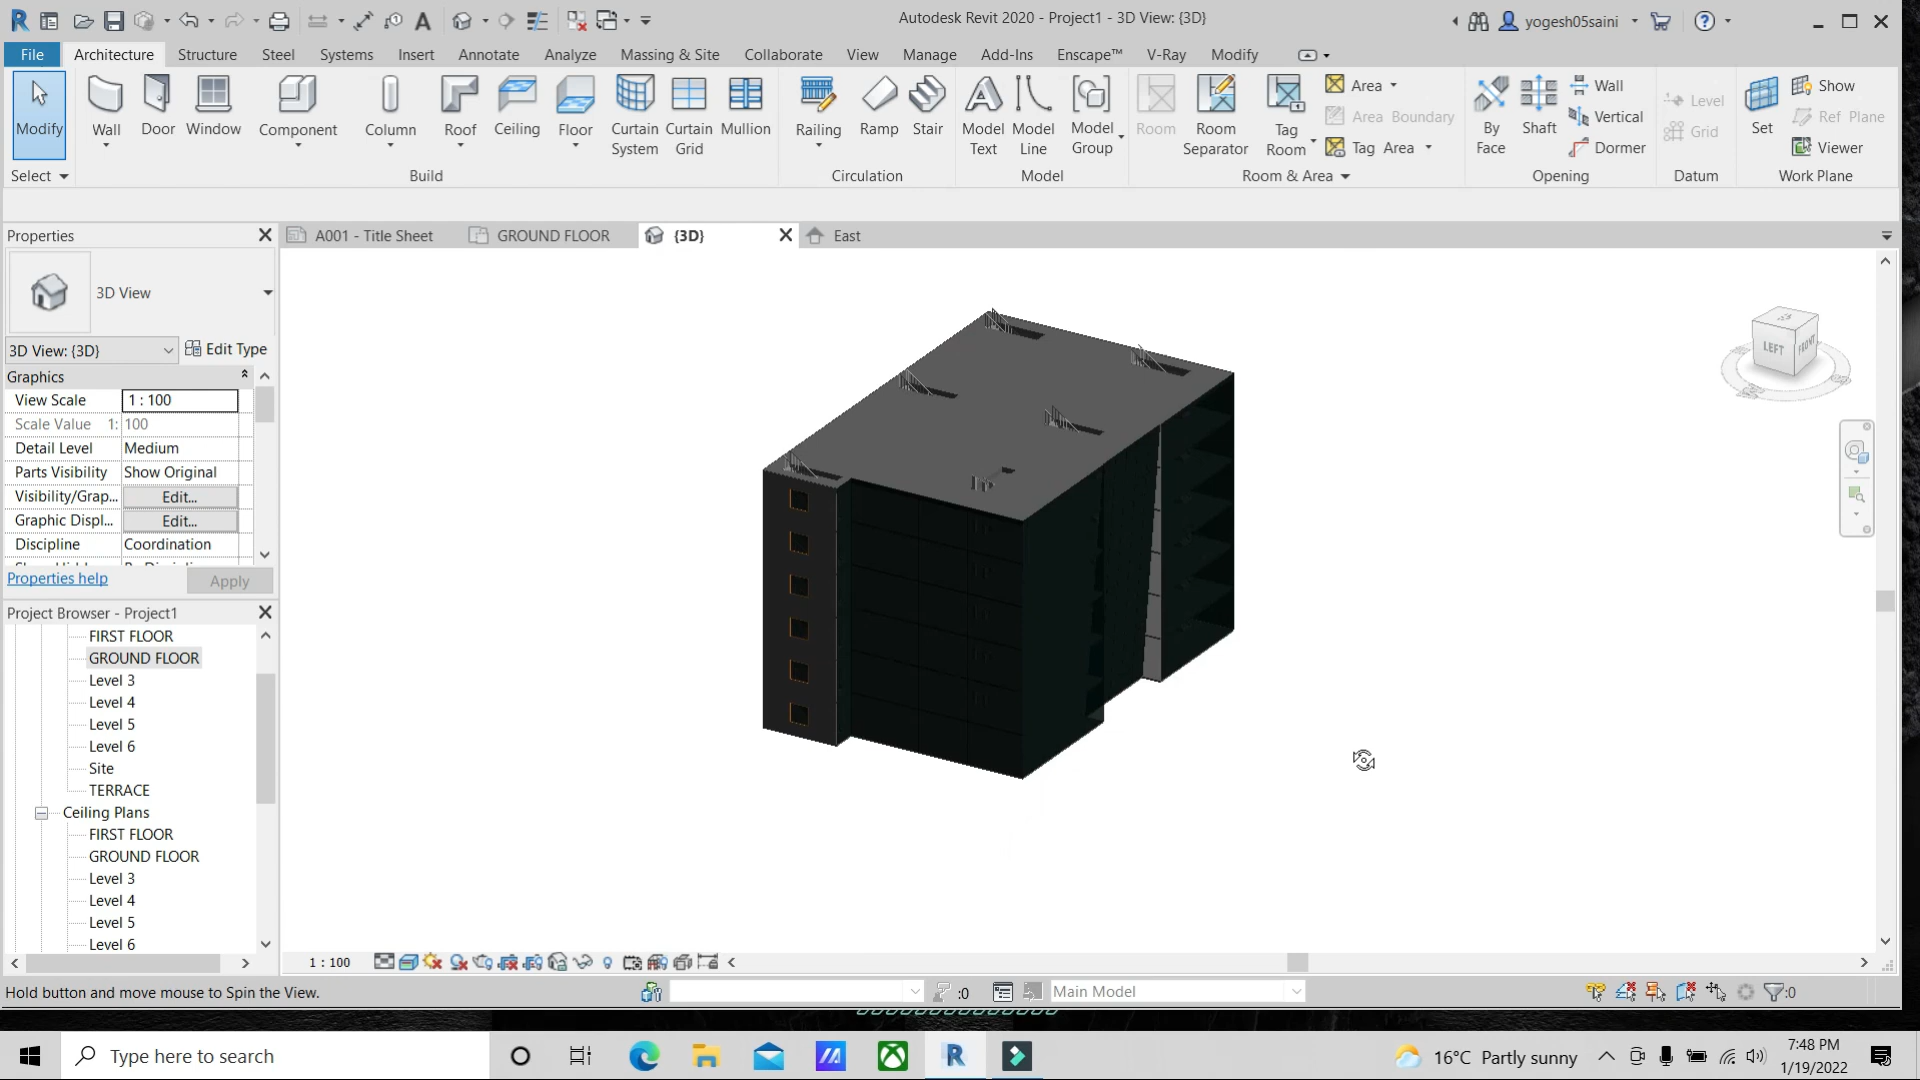 Autodesk Revit 2020 - Project1 - 3D View: {3D}
yogesh05saini
File
Architecture
Structure
Steel
Systems
Insert
Annotate
Analyze
Massing & Site
Collaborate
View
Manage
Add-Ins
Enscape™
V-Ray
Modify
Modify
Wall
Door
Window
Component
Column
Roof
Ceiling
Floor
Curtain System
Curtain Grid
Mullion
Railing
Ramp
Stair
Model Text
Model Line
Model Group
Room
Room Separator
Tag Room
Area
Area Boundary
Tag Area
By Face
Shaft
Wall
Vertical
Dormer
Level
Grid
Set
Show
Ref Plane
Viewer
Select
Build
Circulation
Model
Room & Area
Opening
Datum
Work Plane
Properties
A001 - Title Sheet
GROUND FLOOR
{3D}
East
3D View
3D View: {3D}
Edit Type
Graphics
View Scale 1 : 100
Scale Value 1: 100
Detail Level Medium
Parts Visibility Show Original
Visibility/Grap... Edit...
Graphic Displ... Edit...
Discipline Coordination
Properties help
Apply
LEFT
FRONT
Project Browser - Project1
FIRST FLOOR
GROUND FLOOR
Level 3
Level 4
Level 5
Level 6
Site
TERRACE
Ceiling Plans
FIRST FLOOR
GROUND FLOOR
Level 3
Level 4
Level 5
Level 6
1 : 100
Hold button and move mouse to Spin the View.
:0
Main Model
:0
Type here to search
R
16°C Partly sunny
7:48 PM
1/19/2022